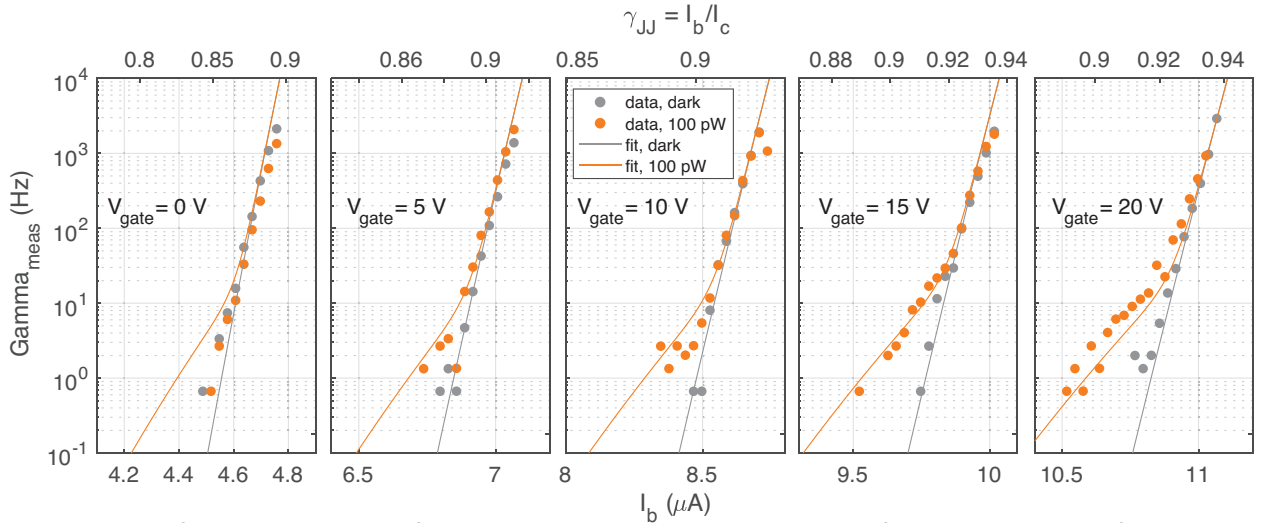 γ_JJ = I_b/I_c
0.8 0.85 0.9 0.86 0.88 0.9 0.85 0.9 0.88 0.9 0.92 0.94 0.9 0.92 0.94
10^4
10^3
10^2
10^1
10^0
10^-1
Gamma_meas (Hz)
data, dark
data, 100 pW
fit, dark
fit, 100 pW
V_gate = 0 V V_gate = 5 V V_gate = 10 V V_gate = 15 V V_gate = 20 V
4.2 4.4 4.6 4.8 6.5 7 8 8.5 9.5 10 10.5 11
I_b (μA)